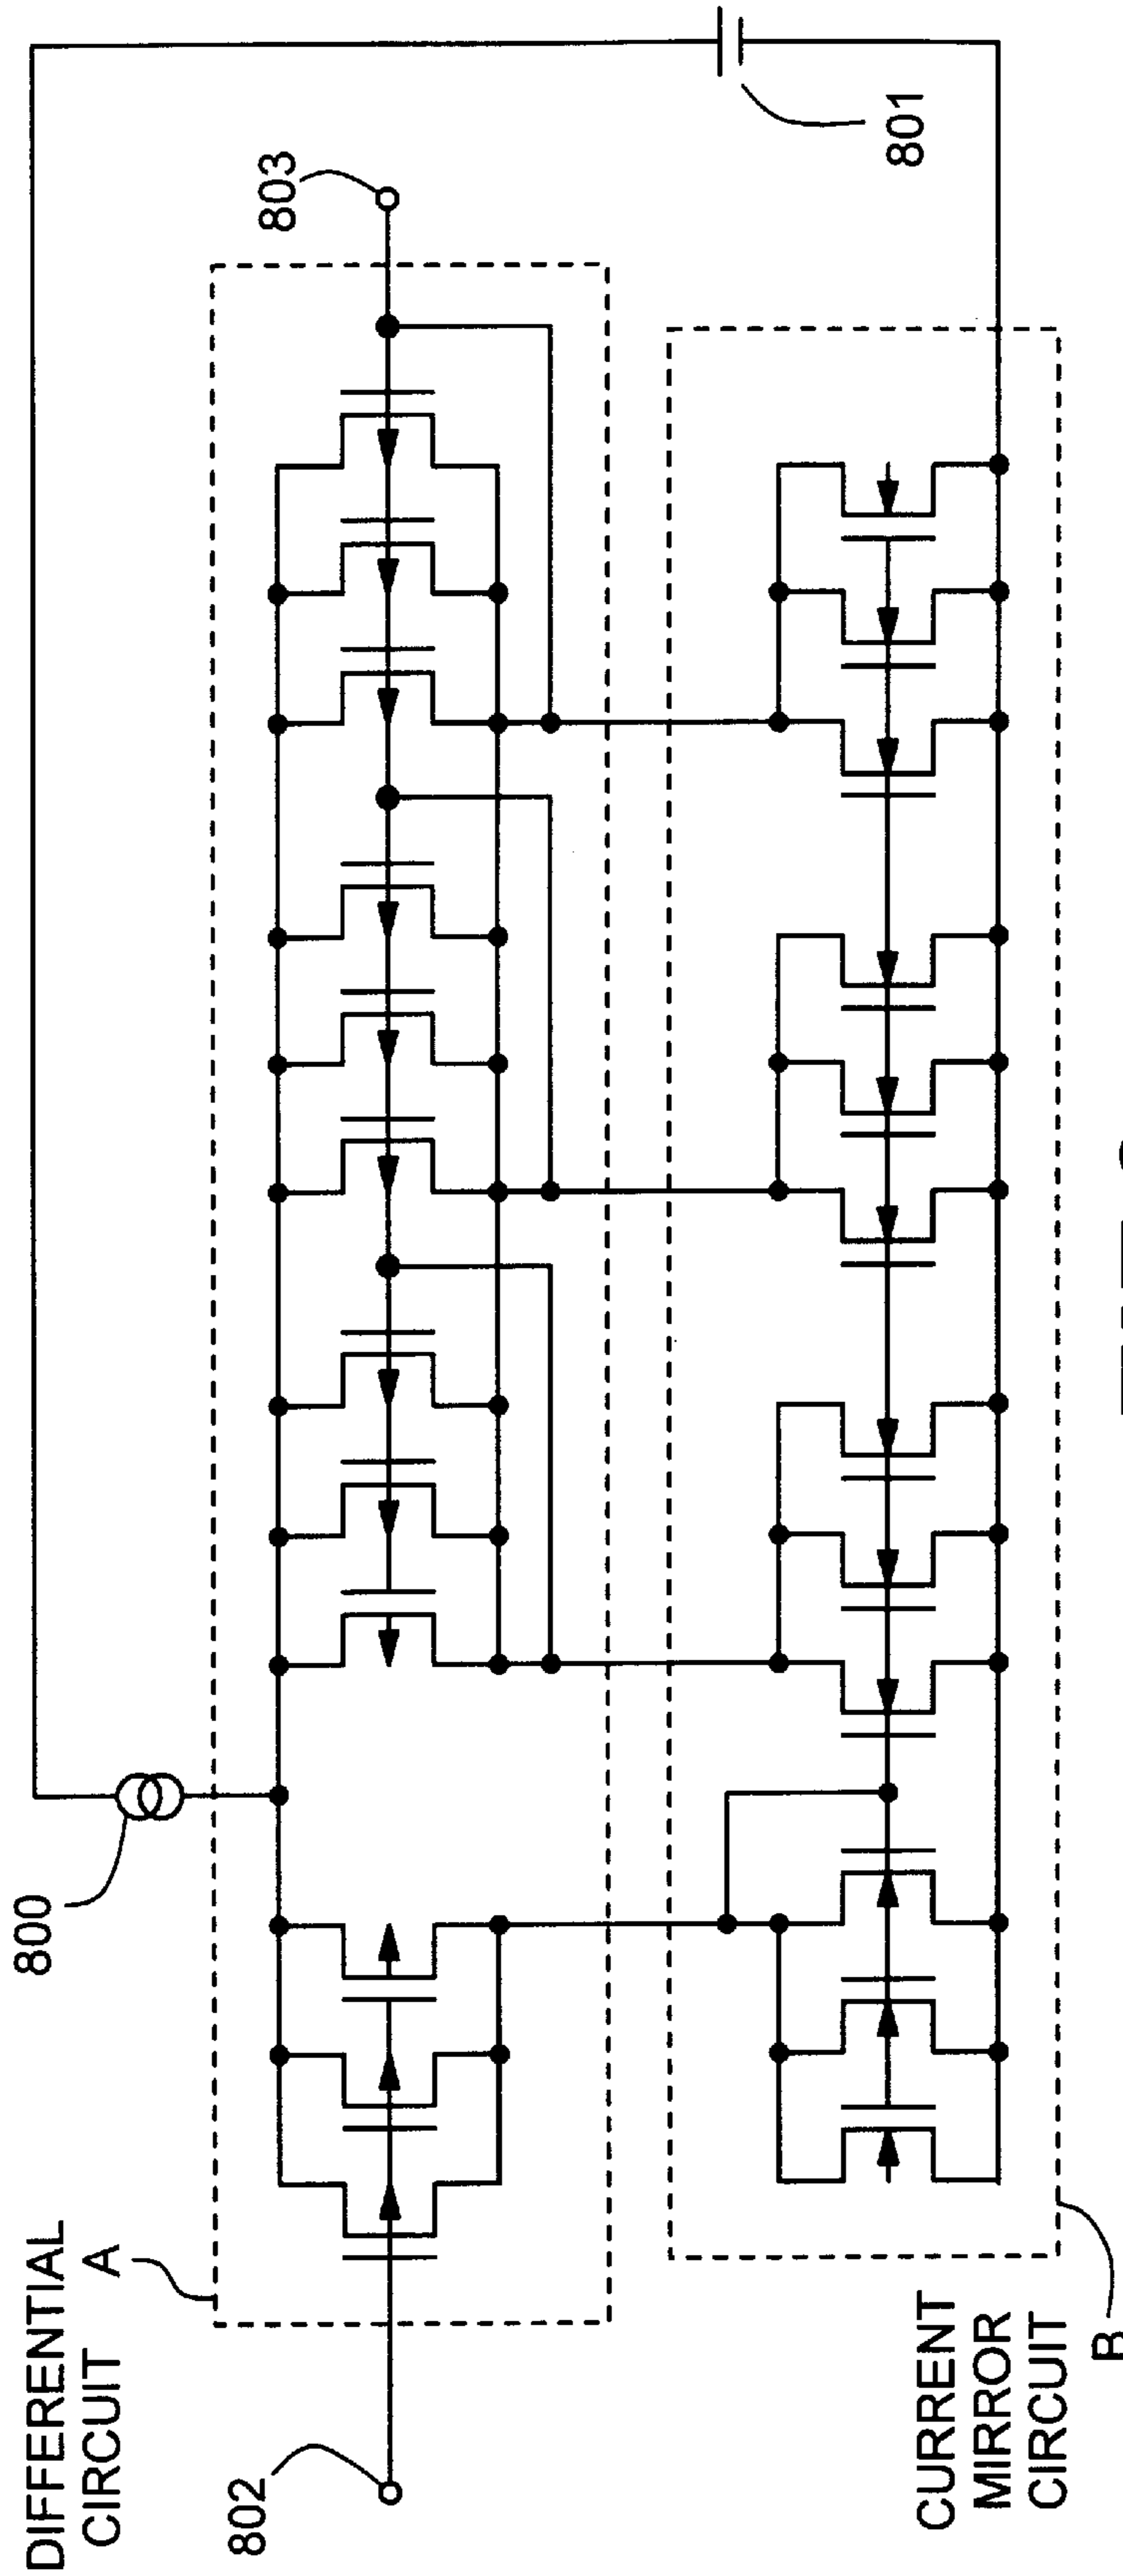 DIFFERENTIAL
CIRCUIT A
800
802
803
801
CURRENT
MIRROR
CIRCUIT
B